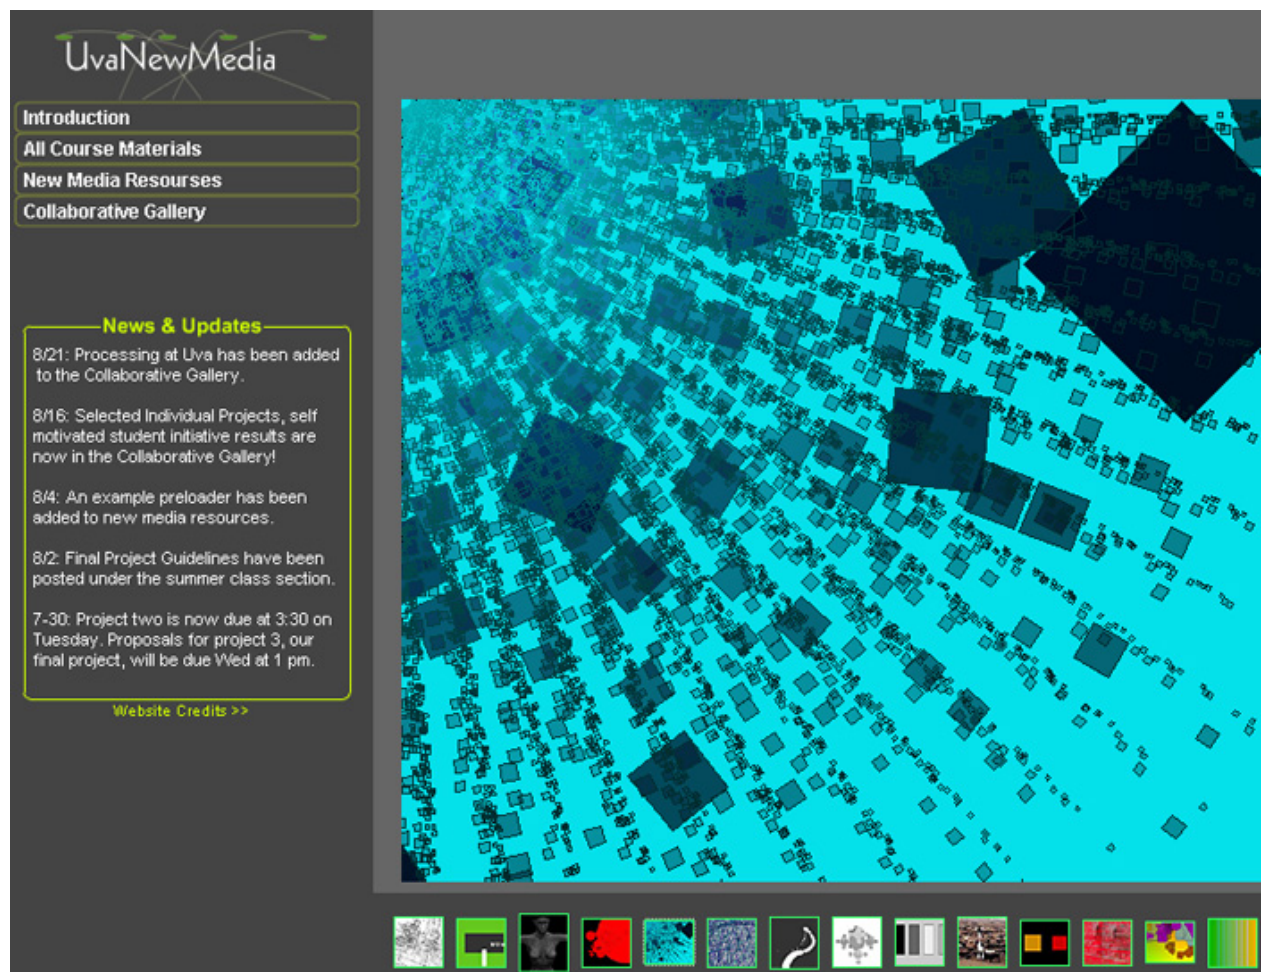 UvaNewMedia
Introduction
All Course Materials
New Media Resourses
Collaborative Gallery
News & Updates
8/21: Processing at Uva has been added
to the Collaborative Gallery.
8/16: Selected Individual Projects, self
motivated student initiative results are
now in the Collaborative Gallery!
8/4: An example preloader has been
added to new media resources.
8/2: Final Project Guidelines have been
posted under the summer class section.
7-30: Project two is now due at 3:30 on
Tuesday. Proposals for project 3, our
final project, will be due Wed at 1 pm.
Website Credits >>